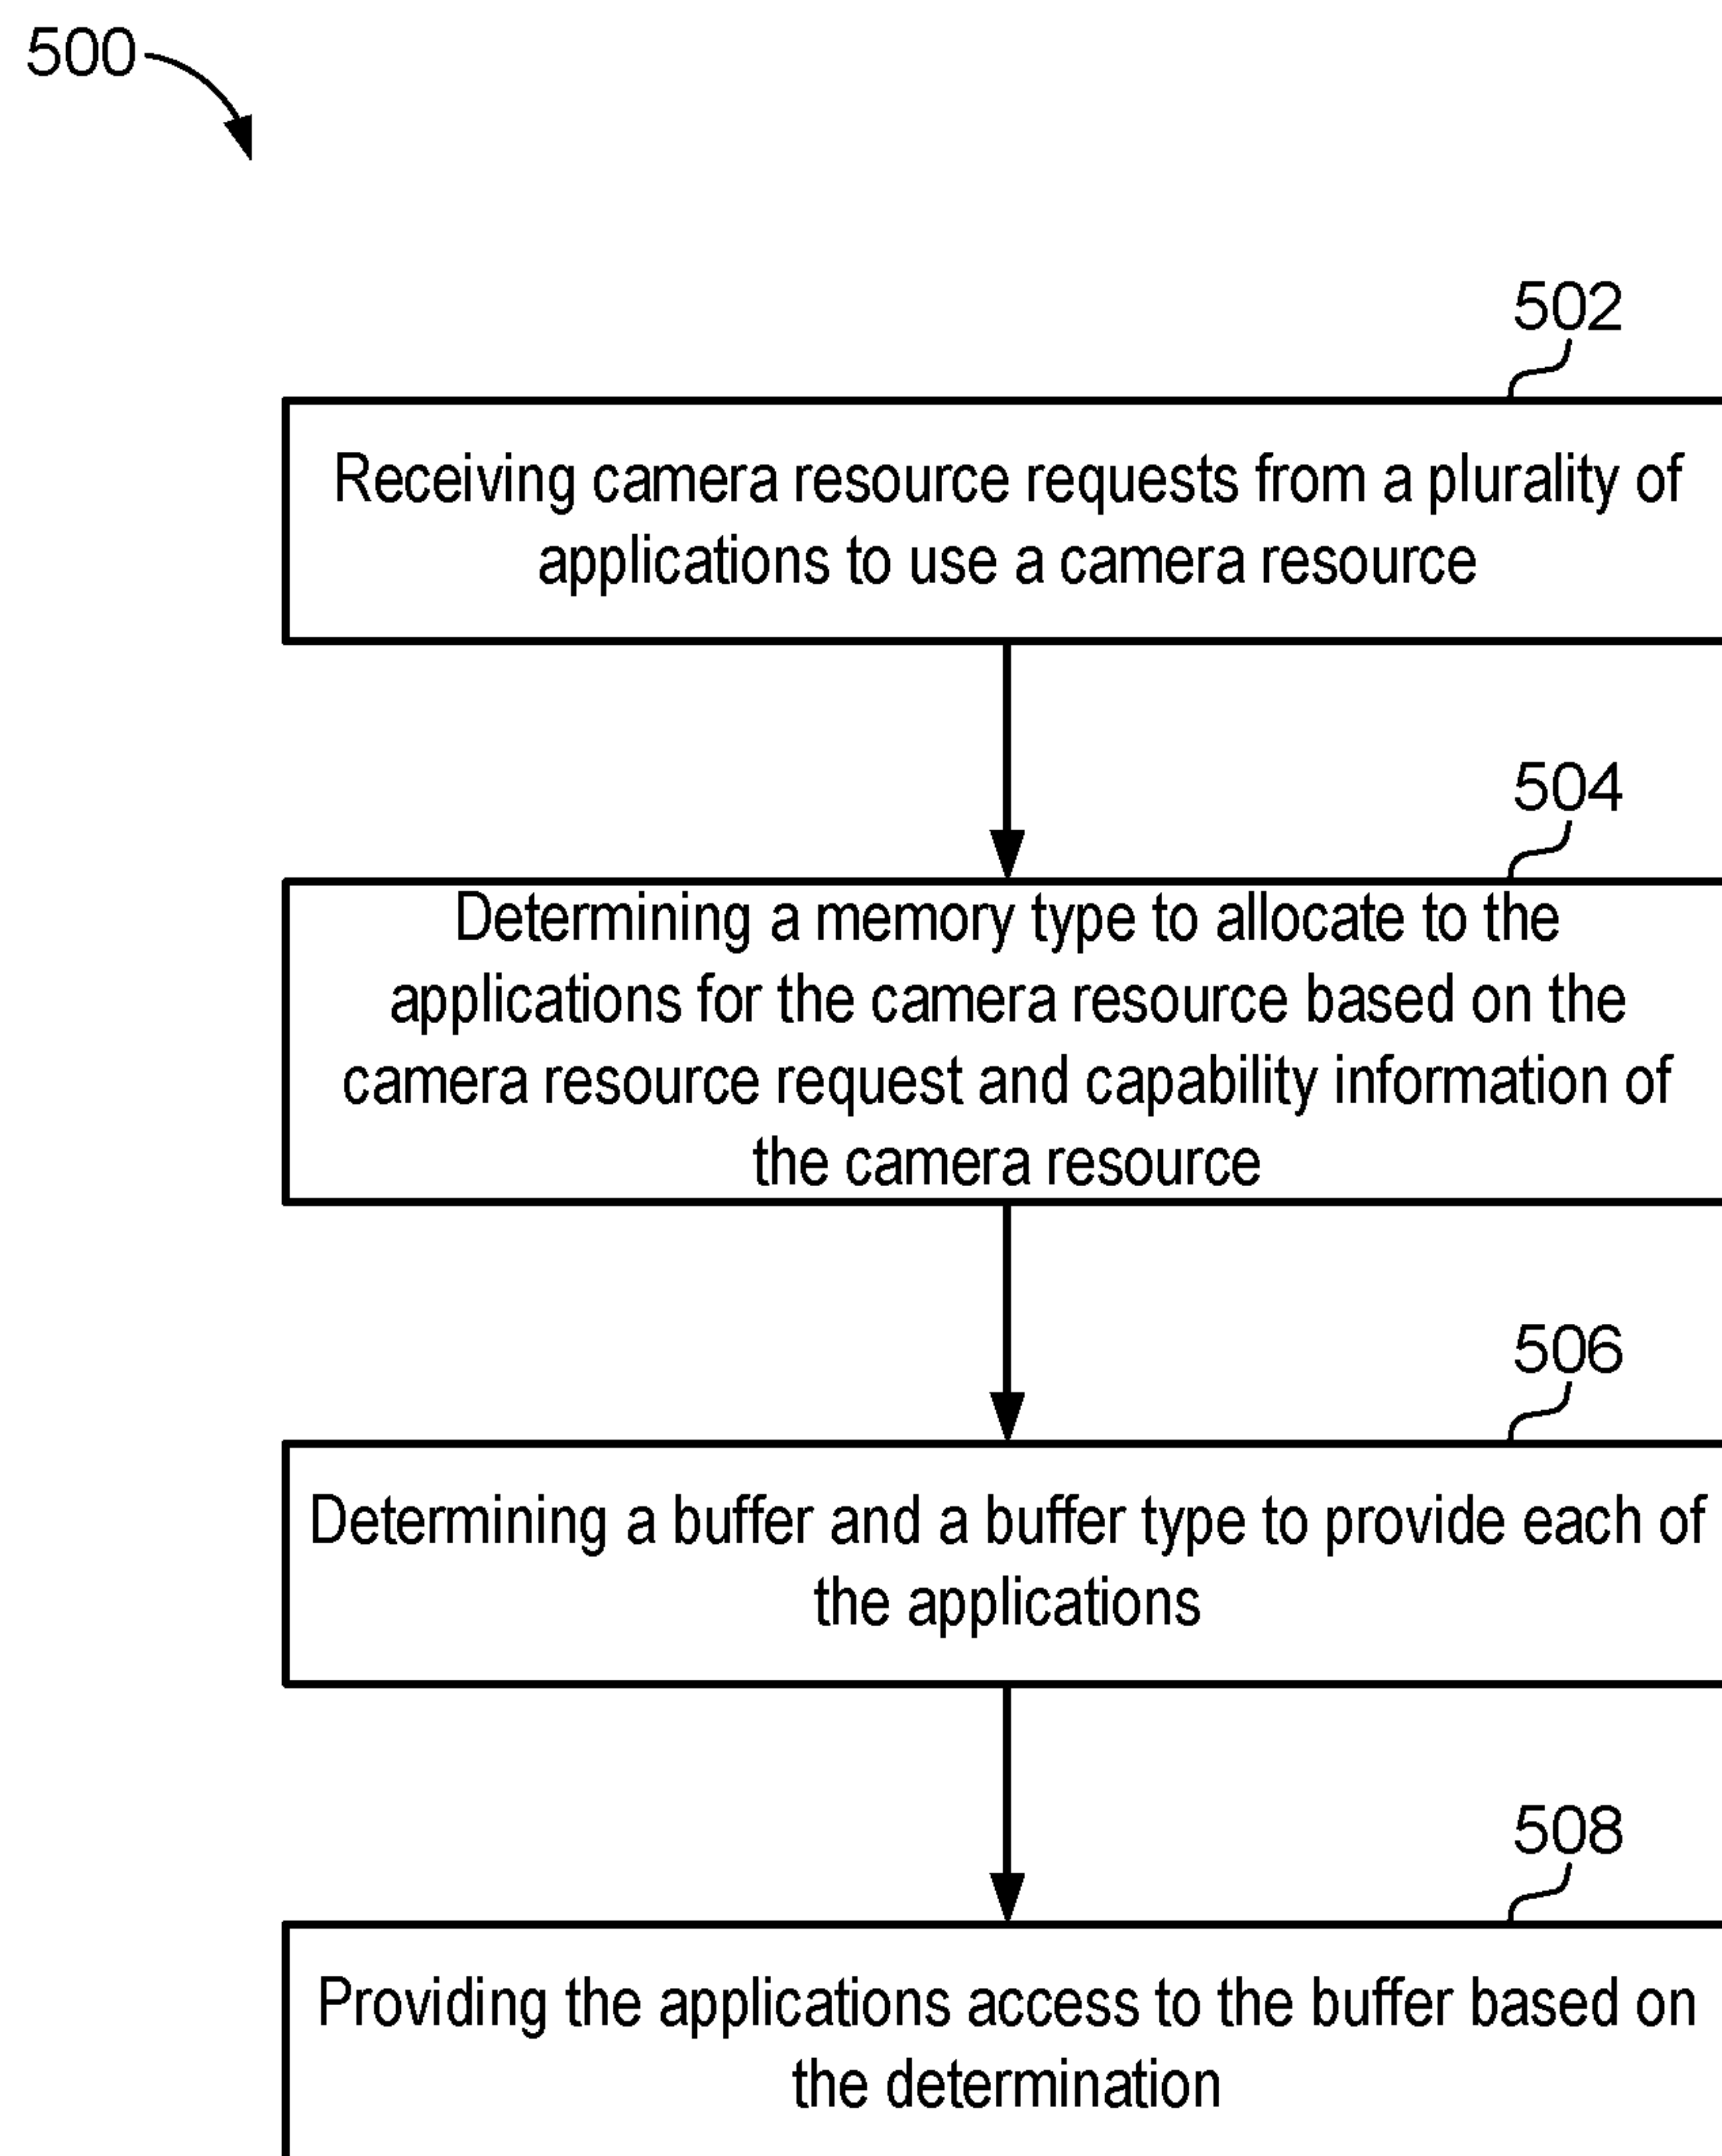 500
502
Receiving camera resource requests from a plurality of
applications to use a camera resource
504
Determining a memory type to allocate to the
applications for the camera resource based on the
camera resource request and capability information of
the camera resource
506
Determining a buffer and a buffer type to provide each of
the applications
508
Providing the applications access to the buffer based on
the determination